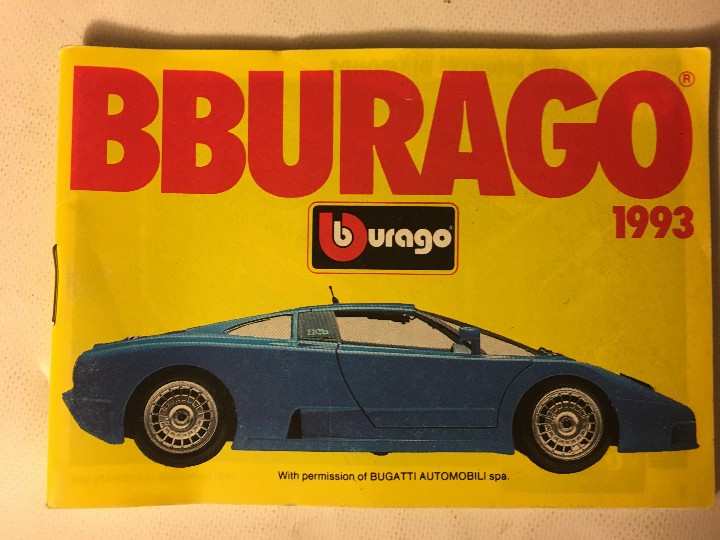 BBURAGO®
1993
burago
With permission of BUGATTI AUTOMOBILI spa.